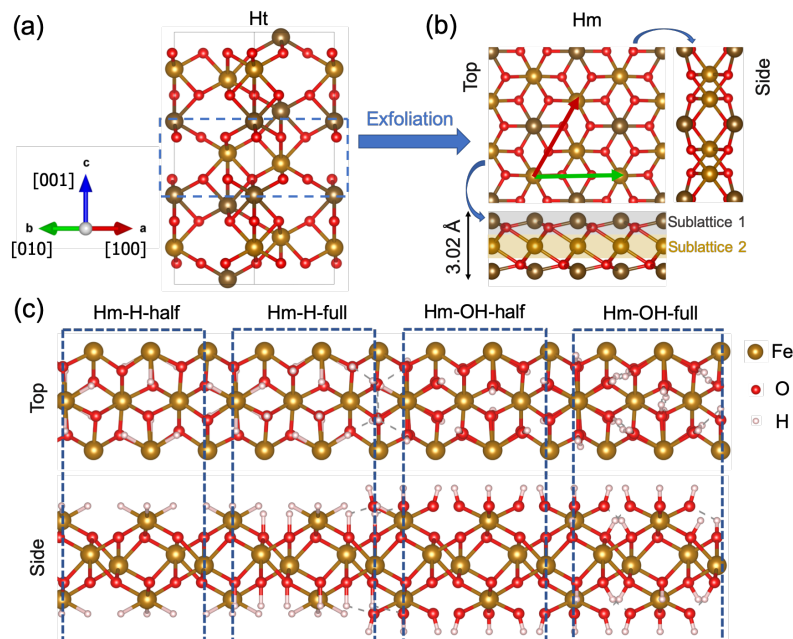 (a)
Ht
c
[001]
b
a
[010]
[100]
Exfoliation
(b)
Hm
Top
Side
3.02 Å
Sublattice 1
Sublattice 2
(c)
Hm-H-half
Hm-H-full
Hm-OH-half
Hm-OH-full
Top
Side
Fe
O
H